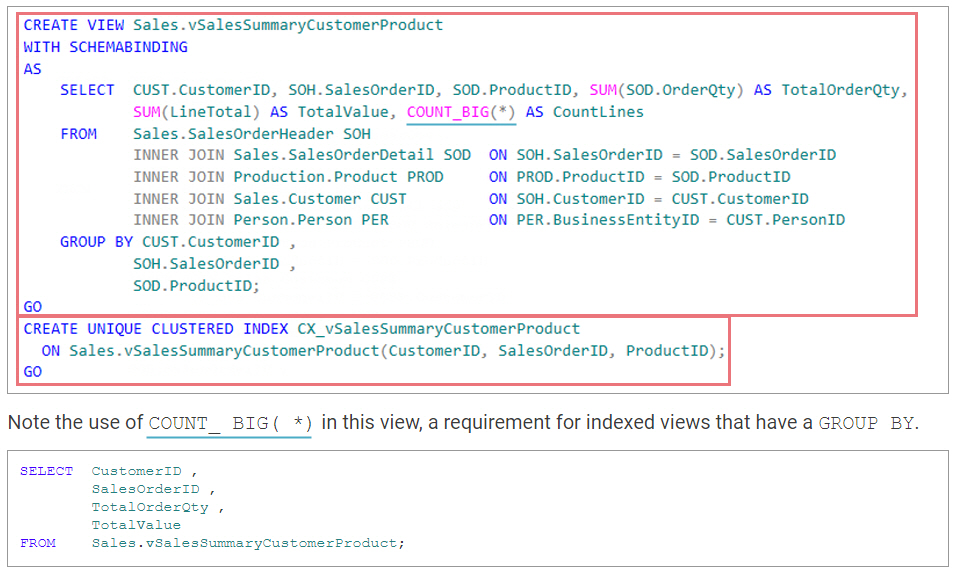 CREATE VIEW Sales.vSalesSummaryCustomerProduct
WITH SCHEMABINDING
AS
SELECT CUST.CustomerID, SOH.SalesOrderID, SOD.ProductID, SUM(SOD.OrderQty) AS TotalOrderQty,
SUM(LineTotal) AS TotalValue, COUNT_BIG(*) AS CountLines
FROM Sales.SalesOrderHeader SOH
INNER JOIN Sales.SalesOrderDetail SOD ON SOH.SalesOrderID = SOD.SalesOrderID
INNER JOIN Production.Product PROD ON PROD.ProductID = SOD.ProductID
INNER JOIN Sales.Customer CUST ON SOH.CustomerID = CUST.CustomerID
INNER JOIN Person.Person PER ON PER.BusinessEntityID = CUST.PersonID
GROUP BY CUST.CustomerID ,
SOH.SalesOrderID ,
SOD.ProductID;
GO
CREATE UNIQUE CLUSTERED INDEX CX_vSalesSummaryCustomerProduct
ON Sales.vSalesSummaryCustomerProduct(CustomerID, SalesOrderID, ProductID);
GO
Note the use of COUNT_ BIG( *) in this view, a requirement for indexed views that have a GROUP BY.
SELECT CustomerID ,
SalesOrderID ,
TotalOrderQty ,
TotalValue
FROM Sales.vSalesSummaryCustomerProduct;